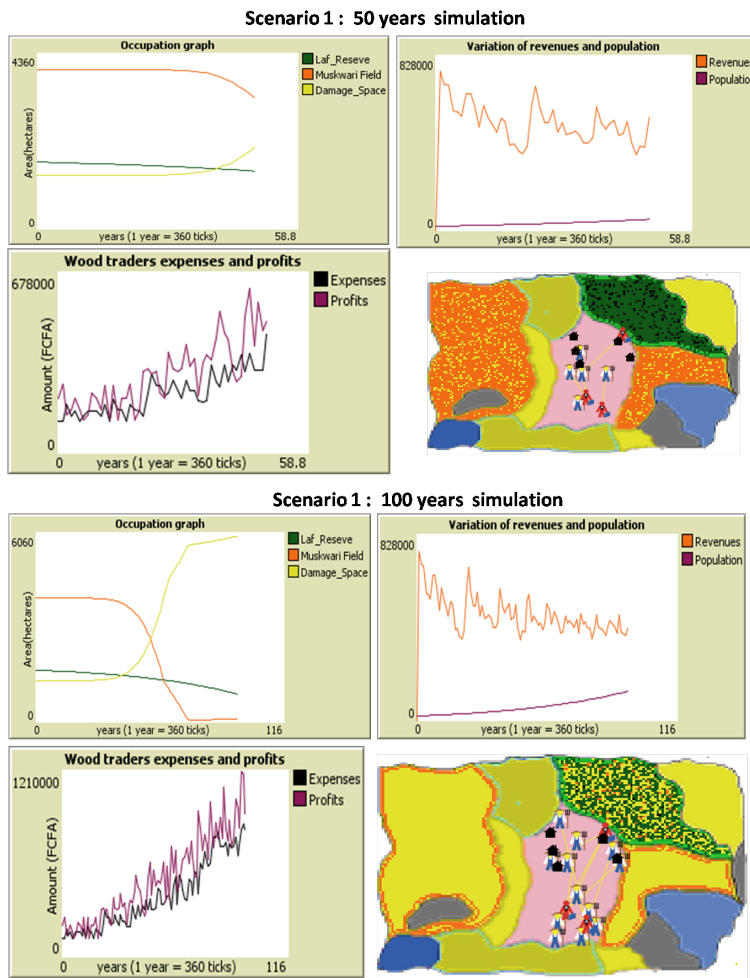 Scenario 1 : 50 years simulation
Occupation graph
4360
Area(hectares)
0
0
years (1 year = 360 ticks)
58.8
Laf_Reseve
Muskwari Field
Damage_Space
Variation of revenues and population
828000
0
0
years (1 year = 360 ticks)
58.8
Revenues
Population
Wood traders expenses and profits
678000
Amount (FCFA)
0
0
years (1 year = 360 ticks)
58.8
Expenses
Profits
Scenario 1 : 100 years simulation
Occupation graph
6060
Area(hectares)
0
0
years (1 year = 360 ticks)
116
Laf_Reseve
Muskwari Field
Damage_Space
Variation of revenues and population
828000
0
0
years (1 year = 360 ticks)
116
Revenues
Population
Wood traders expenses and profits
1210000
Amount (FCFA)
0
0
years (1 year = 360 ticks)
116
Expenses
Profits